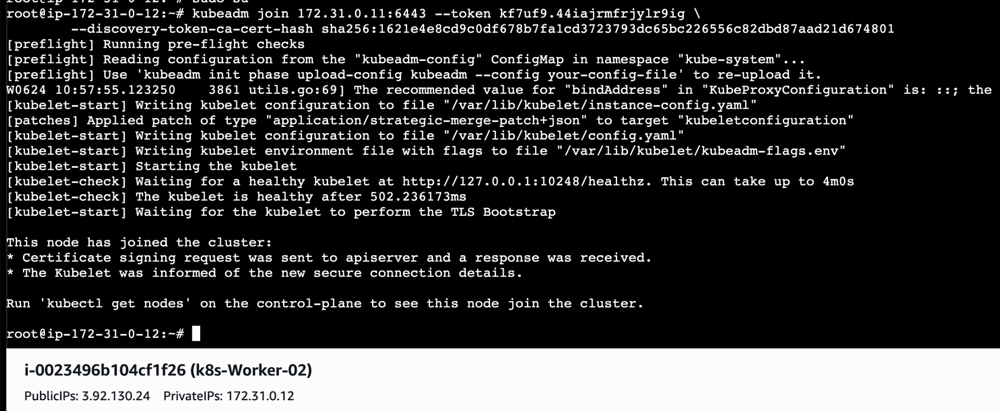 root@ip-172-31-0-12:~# sudo su
root@ip-172-31-0-12:~# kubeadm join 172.31.0.11:6443 --token kf7uf9.44iajrmfrjylr9ig \
--discovery-token-ca-cert-hash sha256:1621e4e8cd9c0df678b7fa1cd3723793dc65bc226556c82dbd87aad21d674801
[preflight] Running pre-flight checks
[preflight] Reading configuration from the "kubeadm-config" ConfigMap in namespace "kube-system"...
[preflight] Use 'kubeadm init phase upload-config kubeadm --config your-config-file' to re-upload it.
W0624 10:57:55.123250    3861 utils.go:69] The recommended value for "bindAddress" in "KubeProxyConfiguration" is: ::; the
[kubelet-start] Writing kubelet configuration to file "/var/lib/kubelet/instance-config.yaml"
[patches] Applied patch of type "application/strategic-merge-patch+json" to target "kubeletconfiguration"
[kubelet-start] Writing kubelet configuration to file "/var/lib/kubelet/config.yaml"
[kubelet-start] Writing kubelet environment file with flags to file "/var/lib/kubelet/kubeadm-flags.env"
[kubelet-start] Starting the kubelet
[kubelet-check] Waiting for a healthy kubelet at http://127.0.0.1:10248/healthz. This can take up to 4m0s
[kubelet-check] The kubelet is healthy after 502.236173ms
[kubelet-start] Waiting for the kubelet to perform the TLS Bootstrap
This node has joined the cluster:
* Certificate signing request was sent to apiserver and a response was received.
* The Kubelet was informed of the new secure connection details.
Run 'kubectl get nodes' on the control-plane to see this node join the cluster.
root@ip-172-31-0-12:~#
i-0023496b104cf1f26 (k8s-Worker-02)
PublicIPs: 3.92.130.24    PrivateIPs: 172.31.0.12